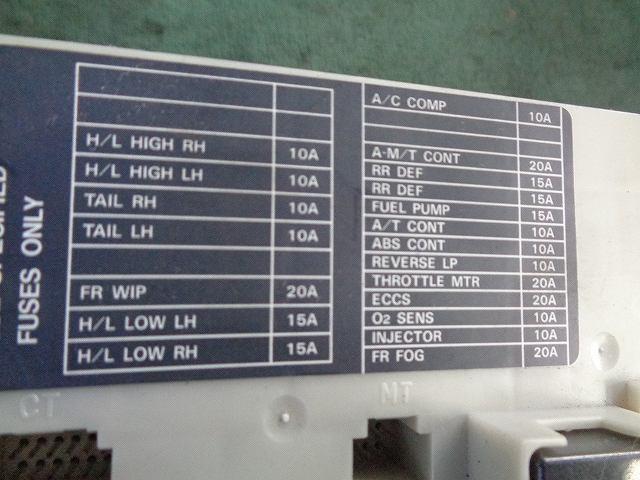 SPECIFIED
FUSES ONLY
H/L HIGH RH 10A
H/L HIGH LH 10A
TAIL RH 10A
TAIL LH 10A
FR WIP 20A
H/L LOW LH 15A
H/L LOW RH 15A
A/C COMP 10A
A-M/T CONT 20A
RR DEF 15A
RR DEF 15A
FUEL PUMP 15A
A/T CONT 10A
ABS CONT 10A
REVERSE LP 10A
THROTTLE MTR 20A
ECCS 20A
O2 SENS 10A
INJECTOR 10A
FR FOG 20A
CT
MT